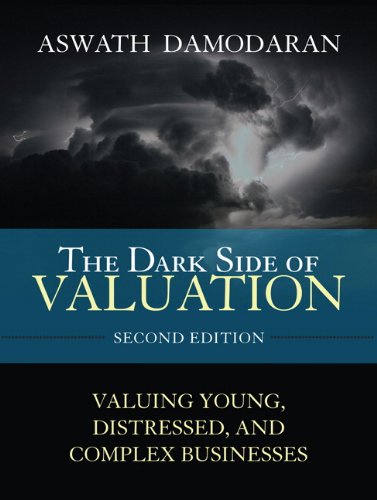 ASWATH DAMODARAN
THE DARK SIDE OF
VALUATION
SECOND EDITION
VALUING YOUNG,
DISTRESSED, AND
COMPLEX BUSINESSES